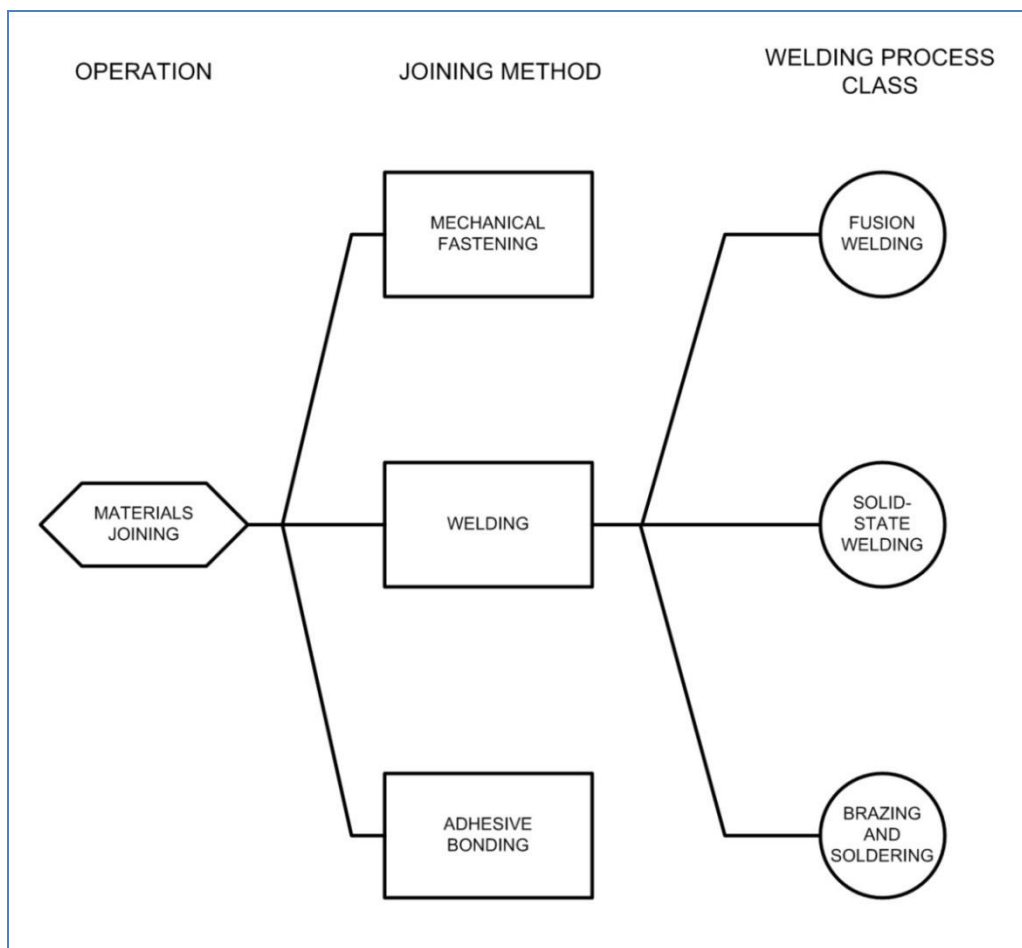 OPERATION
JOINING METHOD
WELDING PROCESS
CLASS
MECHANICAL
FASTENING
FUSION
WELDING
MATERIALS
JOINING
WELDING
SOLID-
STATE
WELDING
ADHESIVE
BONDING
BRAZING
AND
SOLDERING